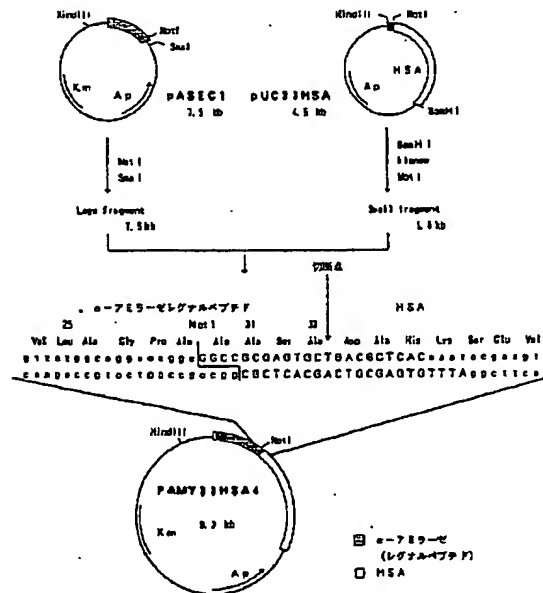 HindIII
NotI
SmaI
Km
Ap
pASEC1
7.5 kb
NotI
SmaI
Large fragment
7.5kb
HindIII
NotI
HSA
BamHI
Ap
pUC33HSA
4.5 kb
BamHI
klenow
NotI
Small fragment
1.8kb
切断点
α-アミラーゼシグナルペプチド
HSA
25
NotI
31
33
Val Leu Ala Gly Pro Ala Ala Ala Ser Ala Asp Ala His Lys Ser Glu Val
GGCCGCGAGTGCTGACGCTCAC
CGCTCACGACTGCGAGTGTTTA
HindIII
NotI
PAMY33HSA4
9.3 kb
Km
Ap
α-アミラーゼ
(シグナルペプチド)
HSA